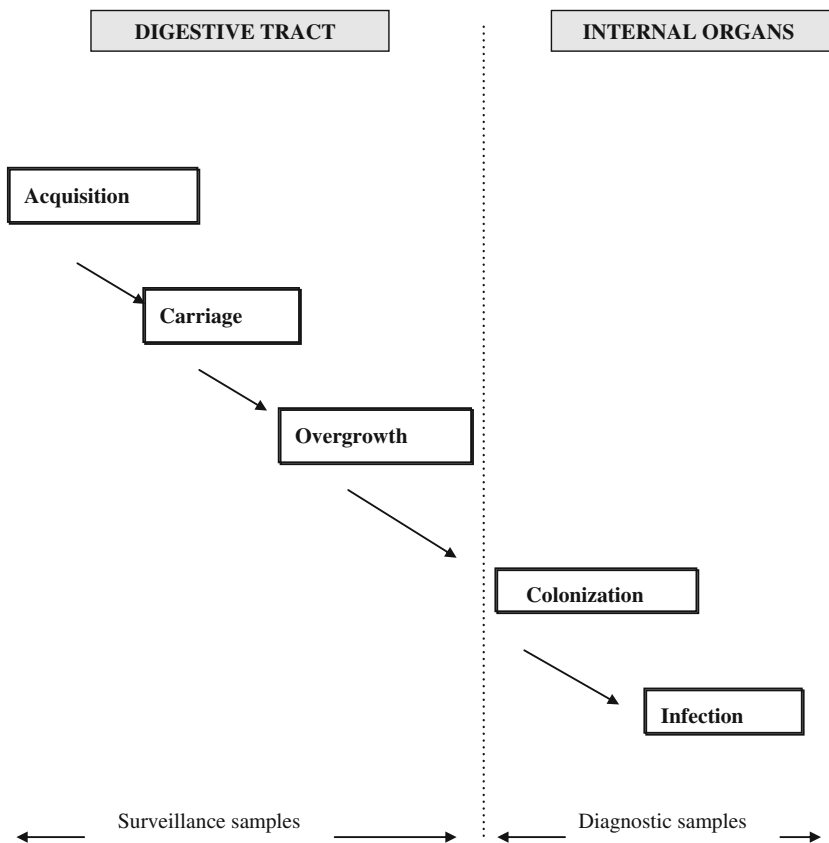 DIGESTIVE TRACT
INTERNAL ORGANS
Acquisition
Carriage
Overgrowth
Colonization
Infection
Surveillance samples
Diagnostic samples